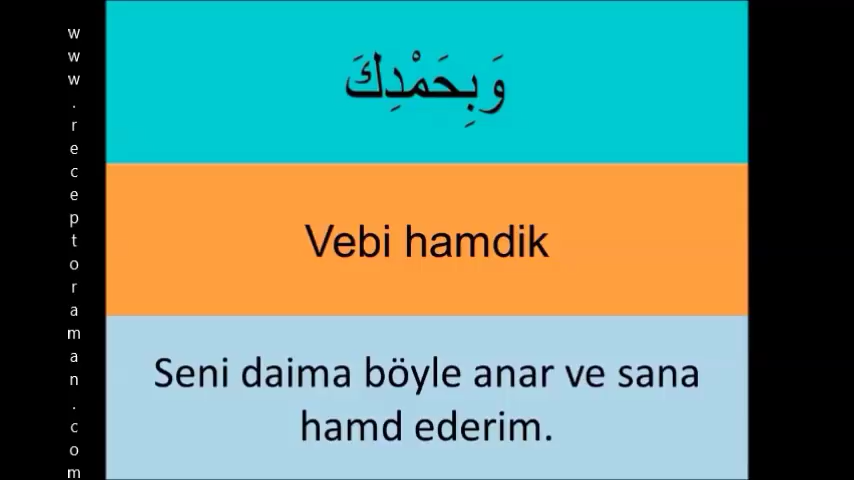 وَبِحَمْدِكَ
Vebi hamdik
Seni daima böyle anar ve sana
hamd ederim.
www.receptoraman.com